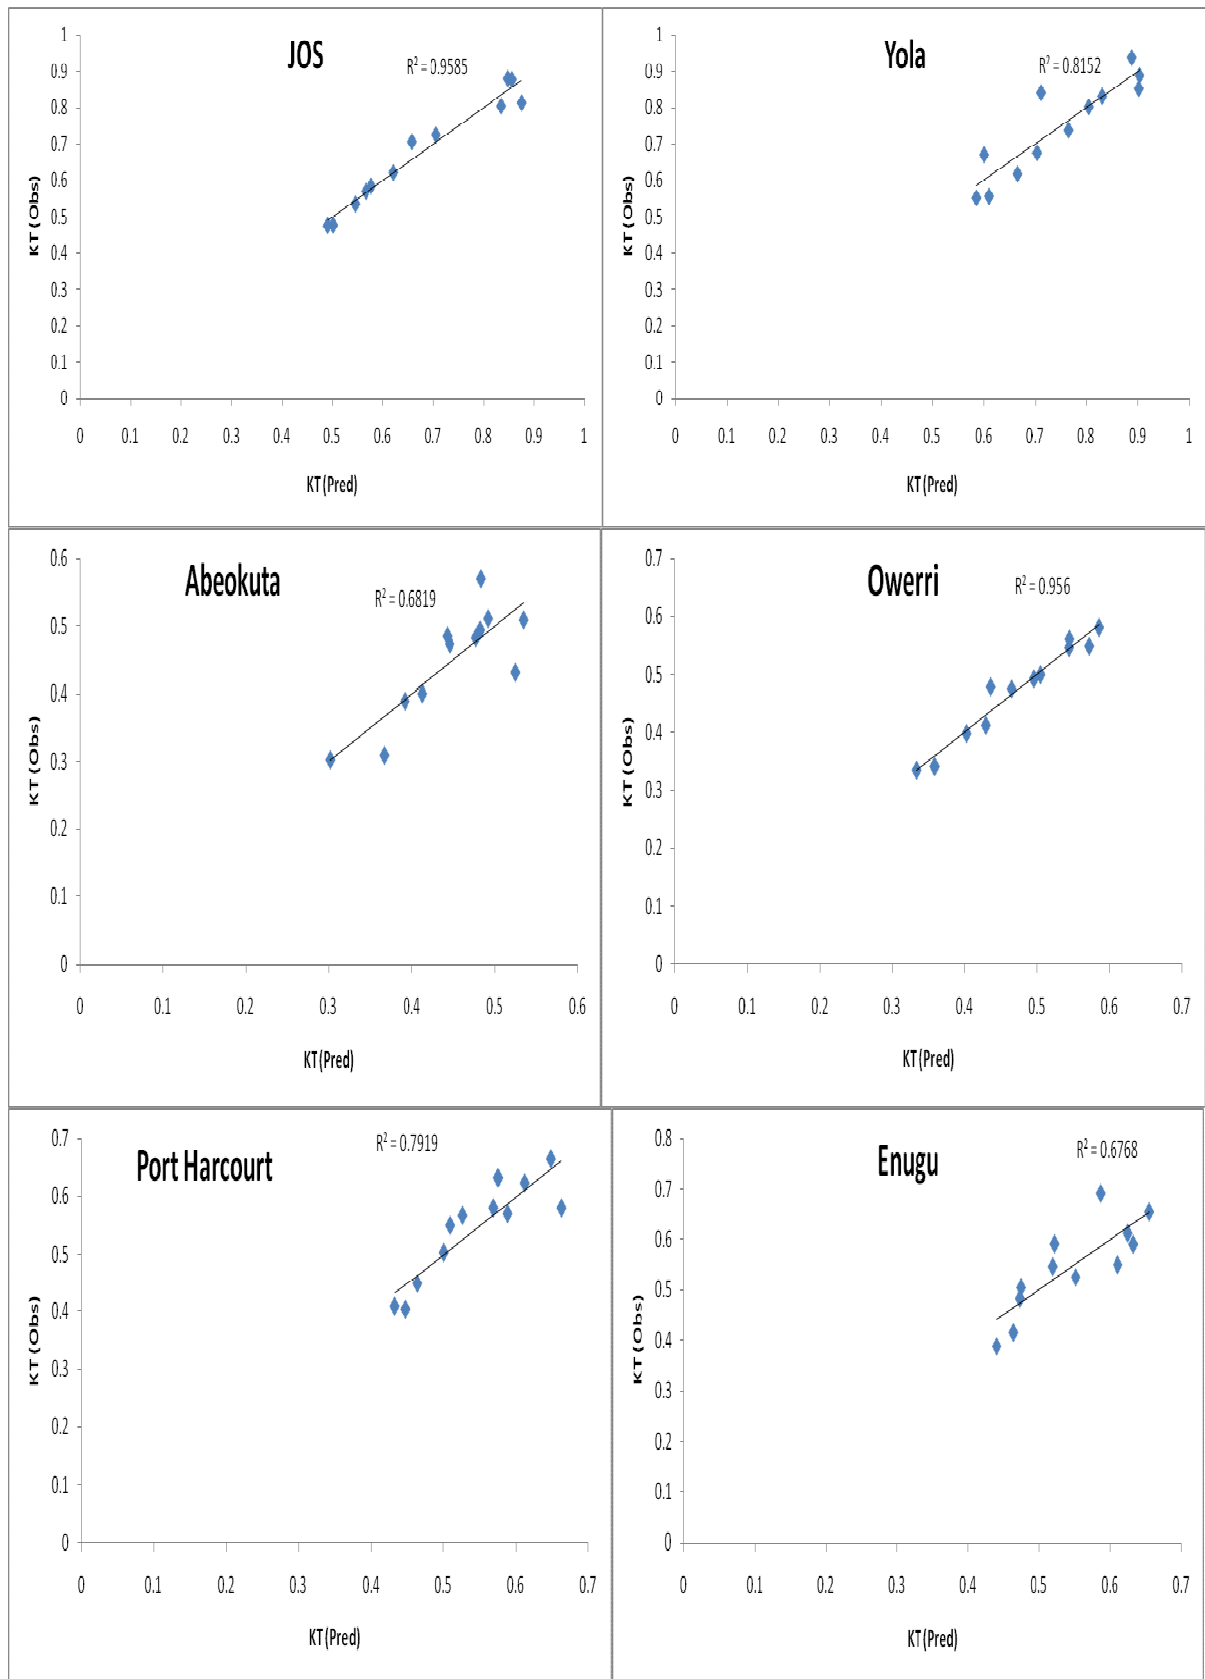 JOS
R² = 0.9585
KT (Obs)
1
0.9
0.8
0.7
0.6
0.5
0.4
0.3
0.2
0.1
0
0 0.1 0.2 0.3 0.4 0.5 0.6 0.7 0.8 0.9 1
KT (Pred)
Yola
R² = 0.8152
KT (Obs)
1
0.9
0.8
0.7
0.6
0.5
0.4
0.3
0.2
0.1
0
0 0.1 0.2 0.3 0.4 0.5 0.6 0.7 0.8 0.9 1
KT (Pred)
Abeokuta
R² = 0.6819
KT (Obs)
0.6
0.5
0.4
0.3
0.2
0.1
0
0 0.1 0.2 0.3 0.4 0.5 0.6
KT (Pred)
Owerri
R² = 0.956
KT (Obs)
0.7
0.6
0.5
0.4
0.3
0.2
0.1
0
0 0.1 0.2 0.3 0.4 0.5 0.6 0.7
KT (Pred)
Port Harcourt
R² = 0.7919
KT (Obs)
0.7
0.6
0.5
0.4
0.3
0.2
0.1
0
0 0.1 0.2 0.3 0.4 0.5 0.6 0.7
KT (Pred)
Enugu
R² = 0.6768
KT (Obs)
0.8
0.7
0.6
0.5
0.4
0.3
0.2
0.1
0
0 0.1 0.2 0.3 0.4 0.5 0.6 0.7
KT (Pred)